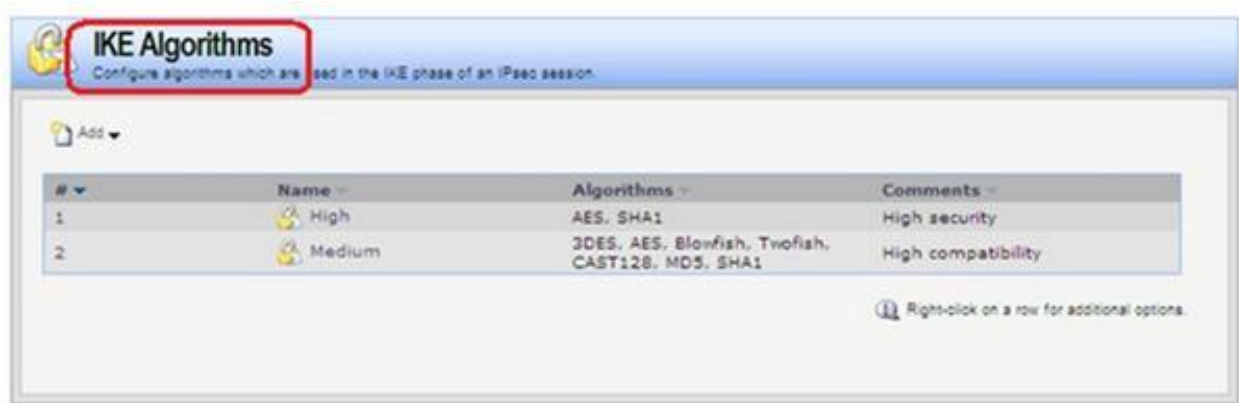 IKE Algorithms
Configure algorithms which are used in the IKE phase of an IPsec session.
Add
# Name Algorithms Comments
1 High AES, SHA1 High security
2 Medium 3DES, AES, Blowfish, Twofish, CAST128, MD5, SHA1 High compatibility
Right-click on a row for additional options.